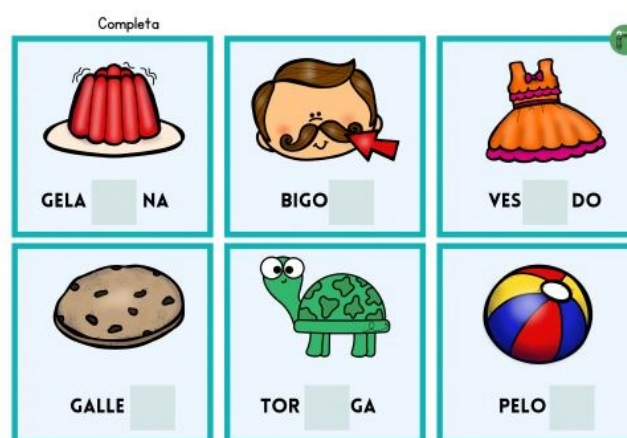 Completa
GELA NA
BIGO
VES DO
GALLE
TOR GA
PELO